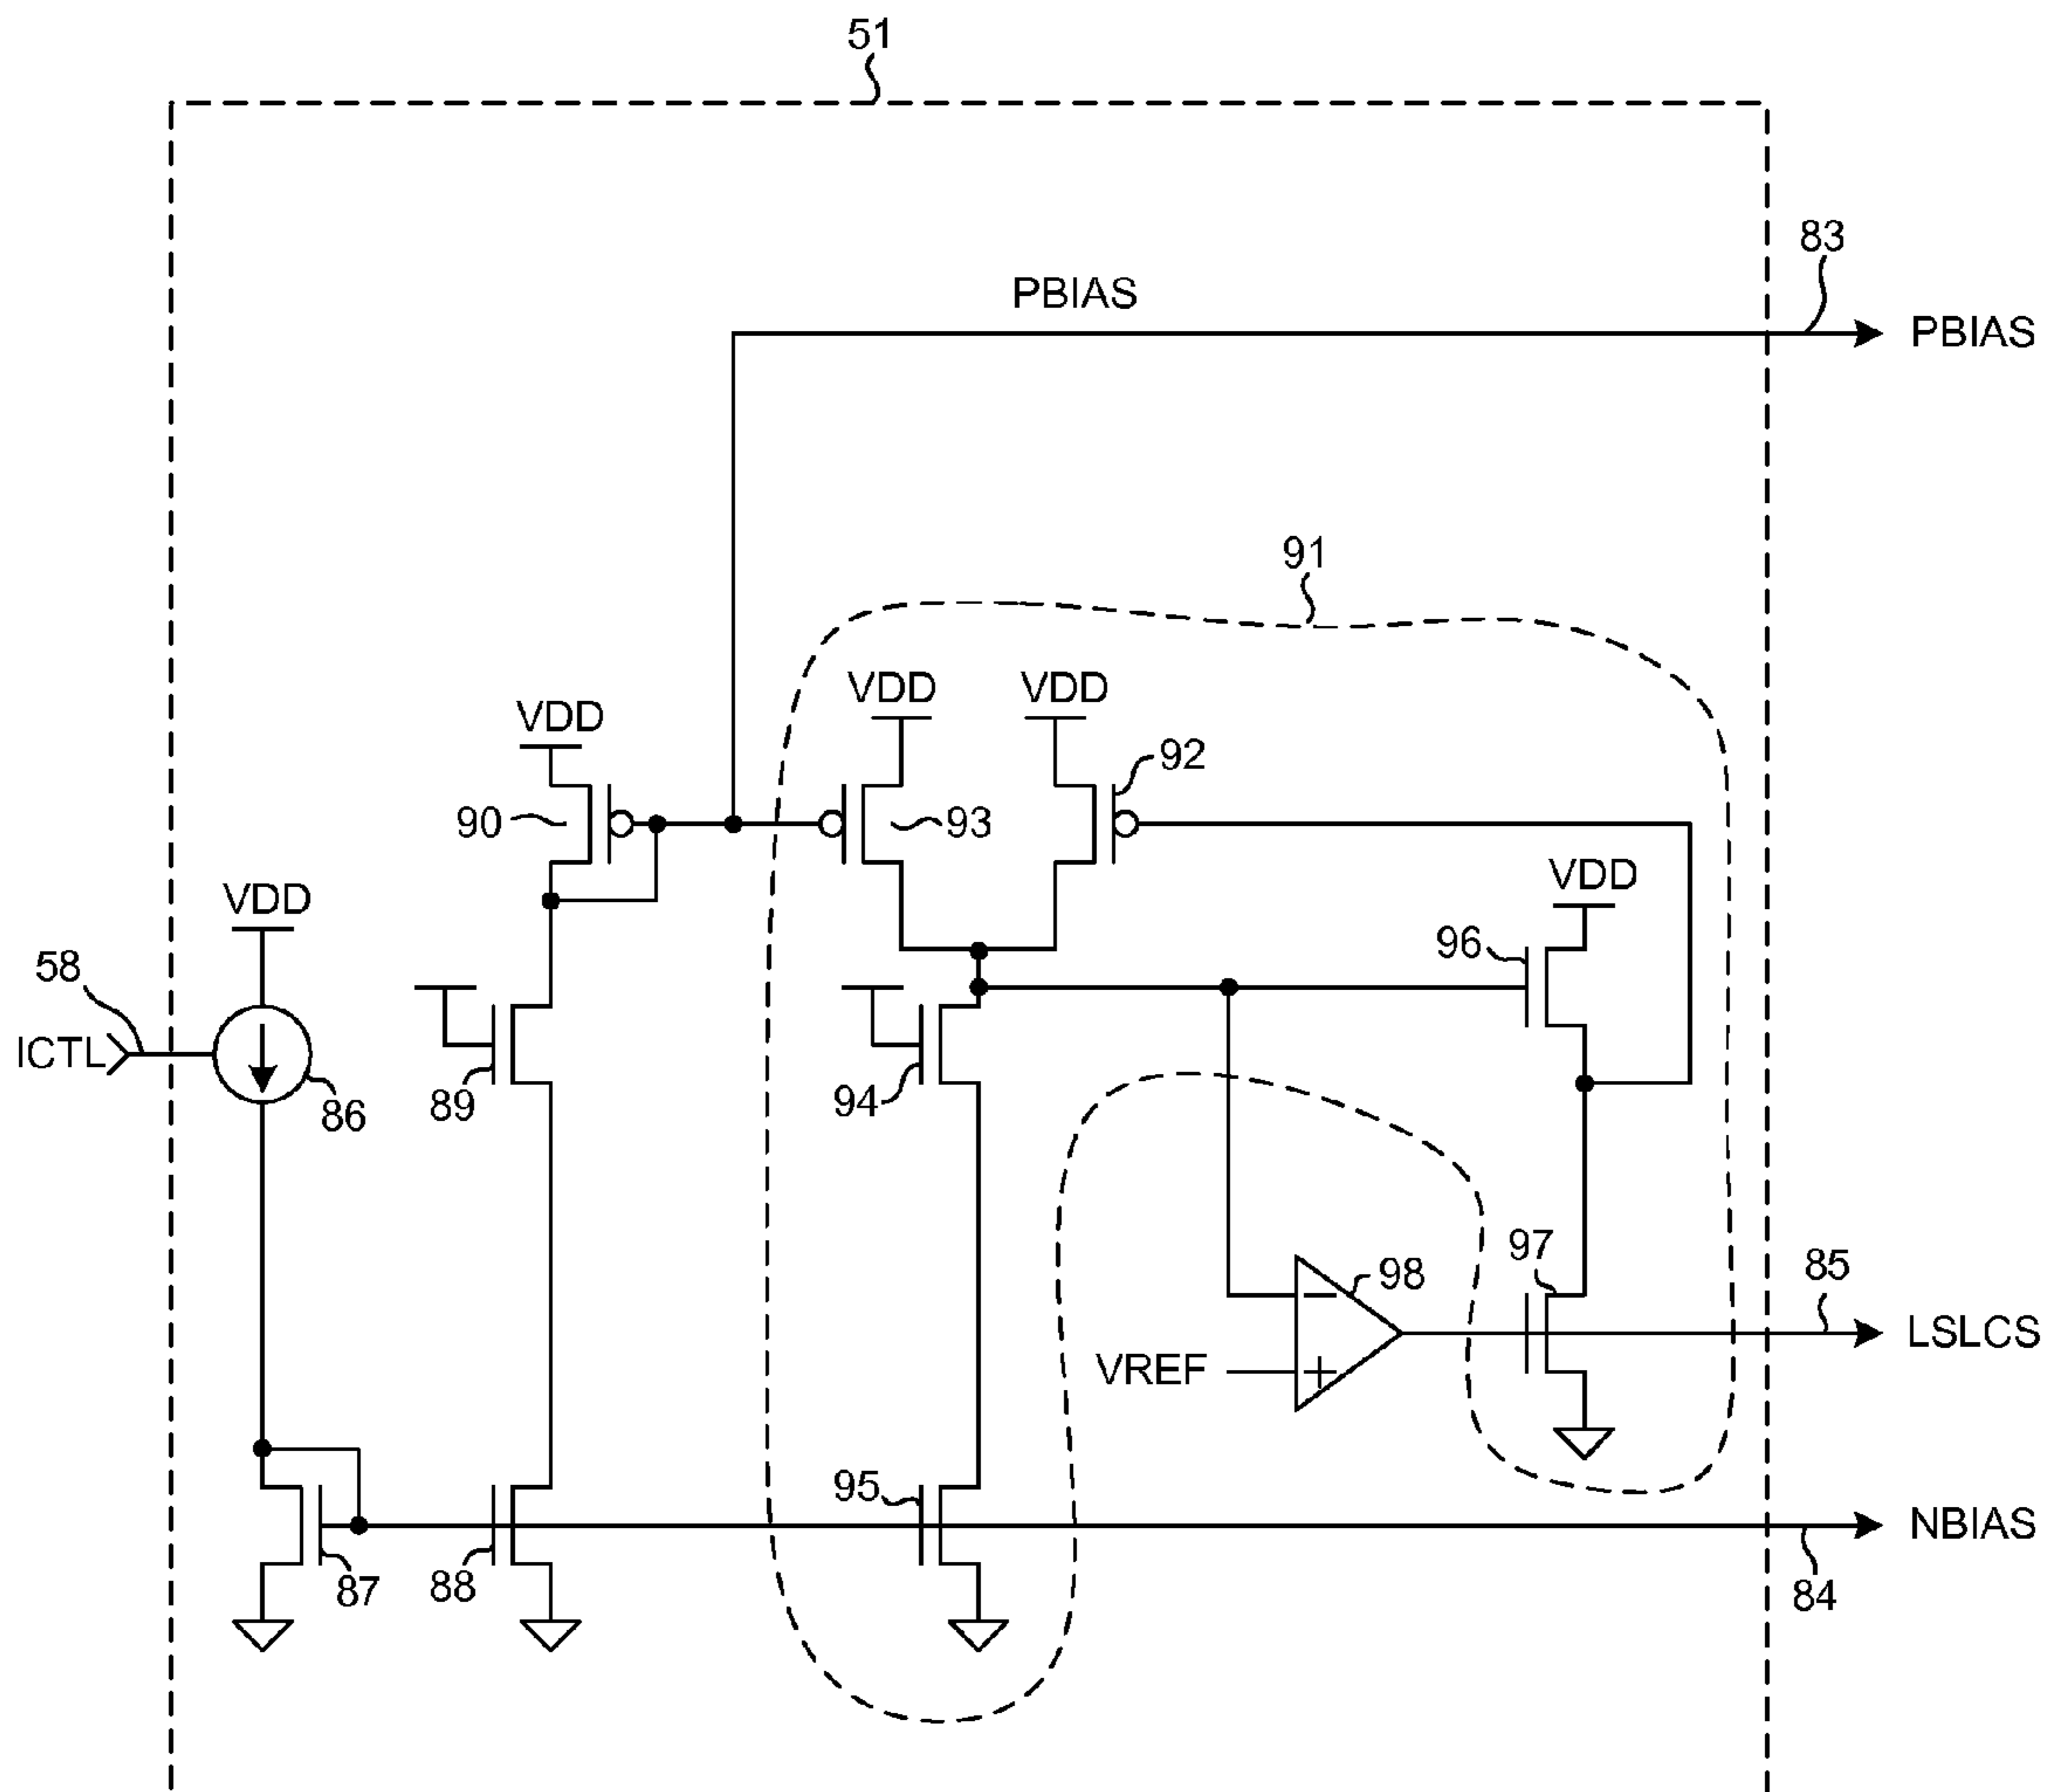 51
83
PBIAS
PBIAS
91
VDD
VDD
VDD
92
90
93
VDD
VDD
96
58
ICTL
86
89
94
97
98
85
LSLCS
VREF
95
NBIAS
87
88
84